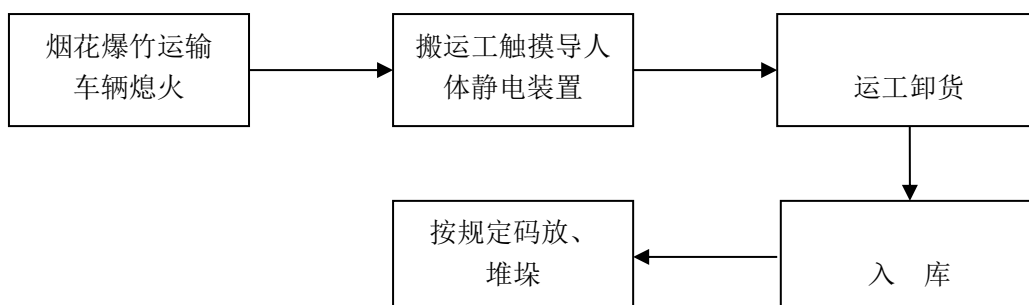 烟花爆竹运输
车辆熄火
搬运工触摸导人
体静电装置
运工卸货
入 库
按规定码放、
堆垛